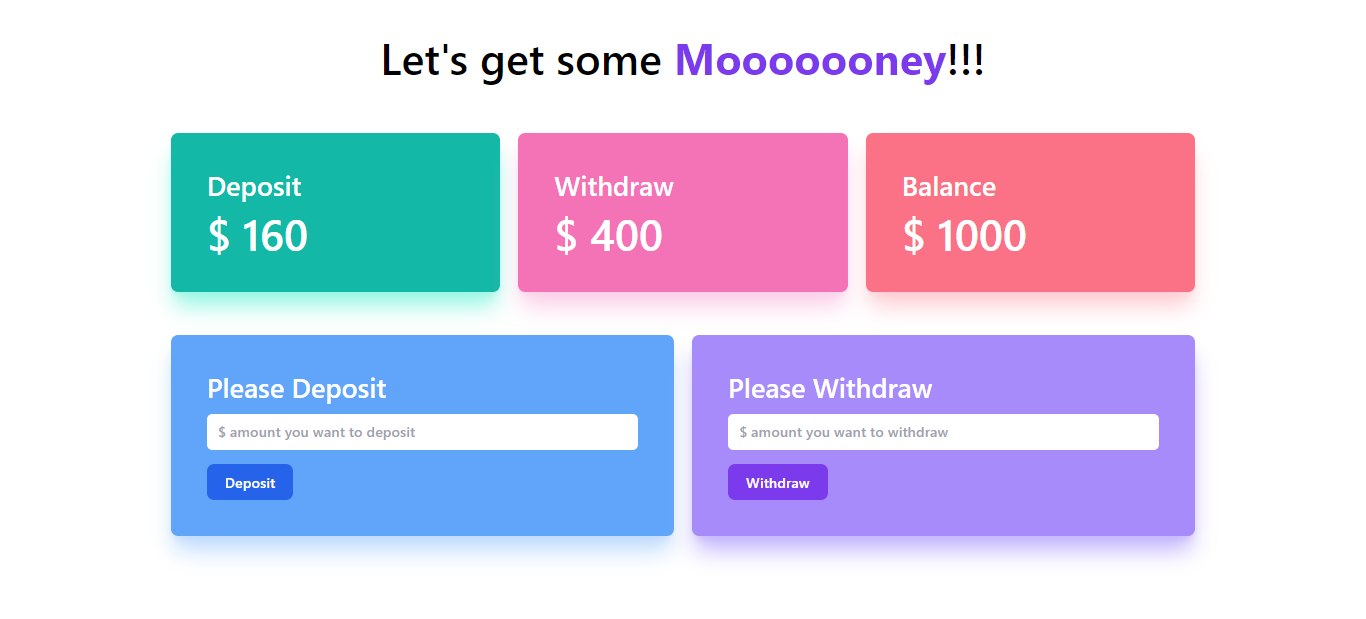 Let's get some Mooooooney!!!
Deposit
$ 160
Withdraw
$ 400
Balance
$ 1000
Please Deposit
$ amount you want to deposit
Deposit
Please Withdraw
$ amount you want to withdraw
Withdraw